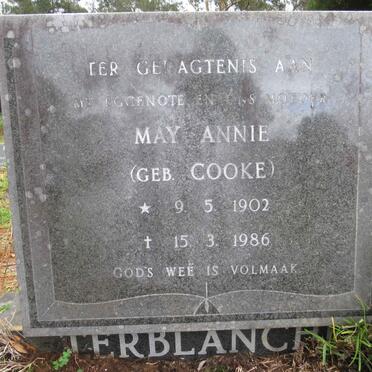 TER GEDAGTENIS AAN
MY EGGENOTE EN ONS MOEDER
MAY ANNIE
(GEB. COOKE)
★ 9. 5. 1902
† 15. 3. 1986
GOD'S WEË IS VOLMAAK
TERBLANCH